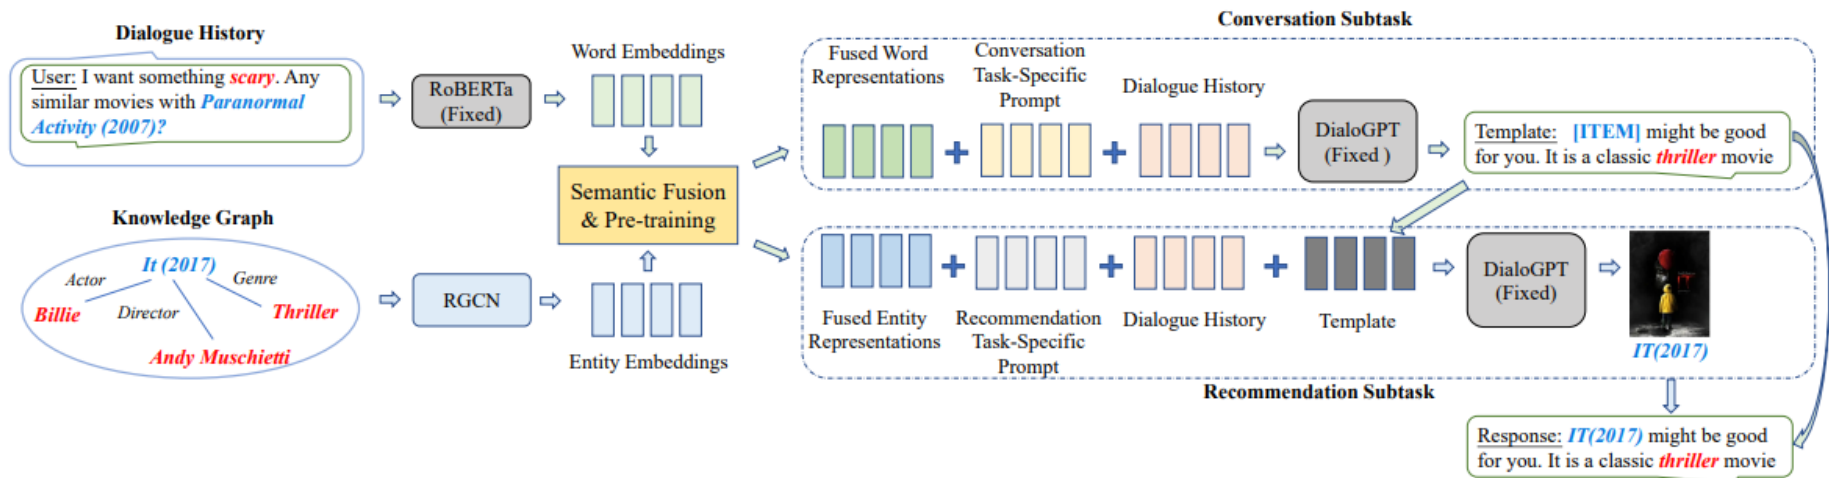 Dialogue History
User: I want something scary. Any
similar movies with Paranormal
Activity (2007)?
RoBERTa
(Fixed)
Word Embeddings
Knowledge Graph
It (2017)
Actor
Genre
Billie
Director
Thriller
Andy Muschietti
RGCN
Entity Embeddings
Semantic Fusion
& Pre-training
Conversation Subtask
Fused Word
Representations
Conversation
Task-Specific
Prompt
Dialogue History
DialoGPT
(Fixed )
Template: [ITEM] might be good
for you. It is a classic thriller movie
Fused Entity
Representations
Recommendation
Task-Specific
Prompt
Dialogue History
Template
DialoGPT
(Fixed)
IT(2017)
Recommendation Subtask
Response: IT(2017) might be good
for you. It is a classic thriller movie